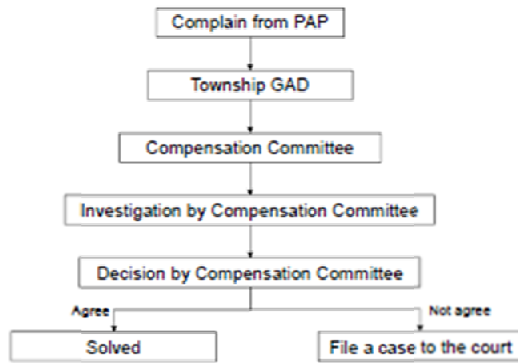 Complain from PAP
Township GAD
Compensation Committee
Investigation by Compensation Committee
Decision by Compensation Committee
Agree
Not agree
Solved
File a case to the court